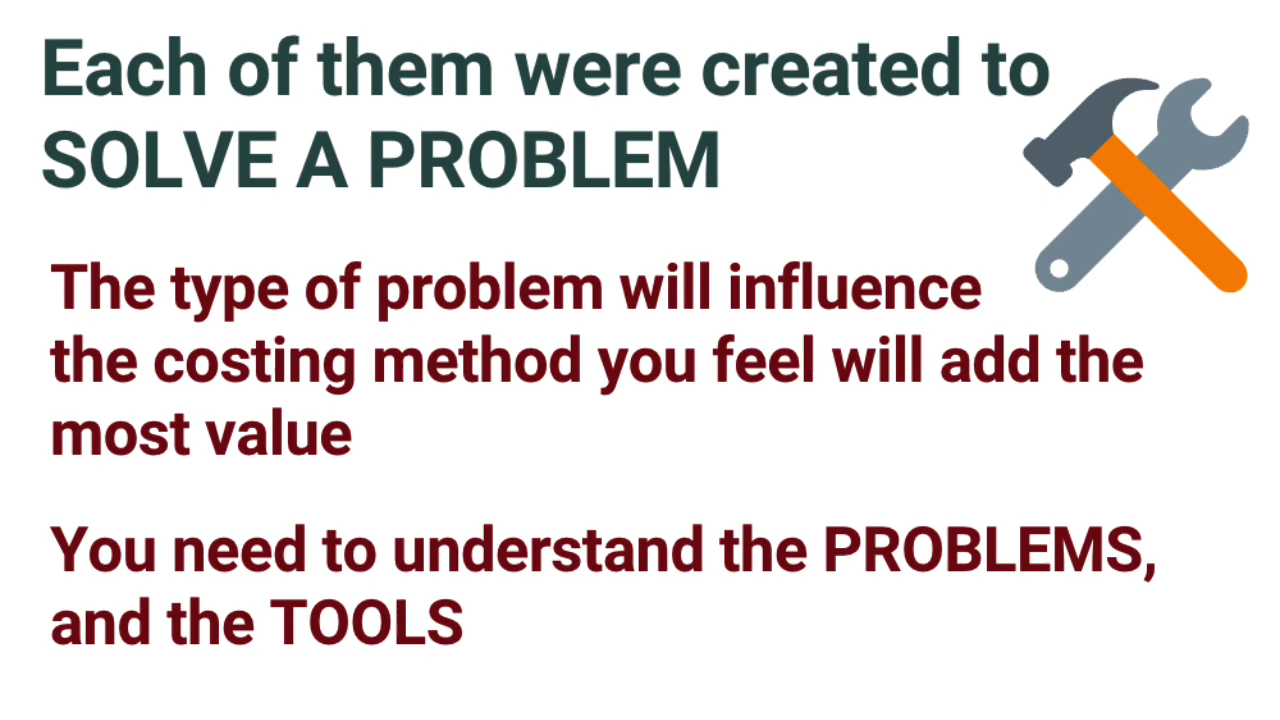 Each of them were created to
SOLVE A PROBLEM
The type of problem will influence
the costing method you feel will add the
most value
You need to understand the PROBLEMS,
and the TOOLS